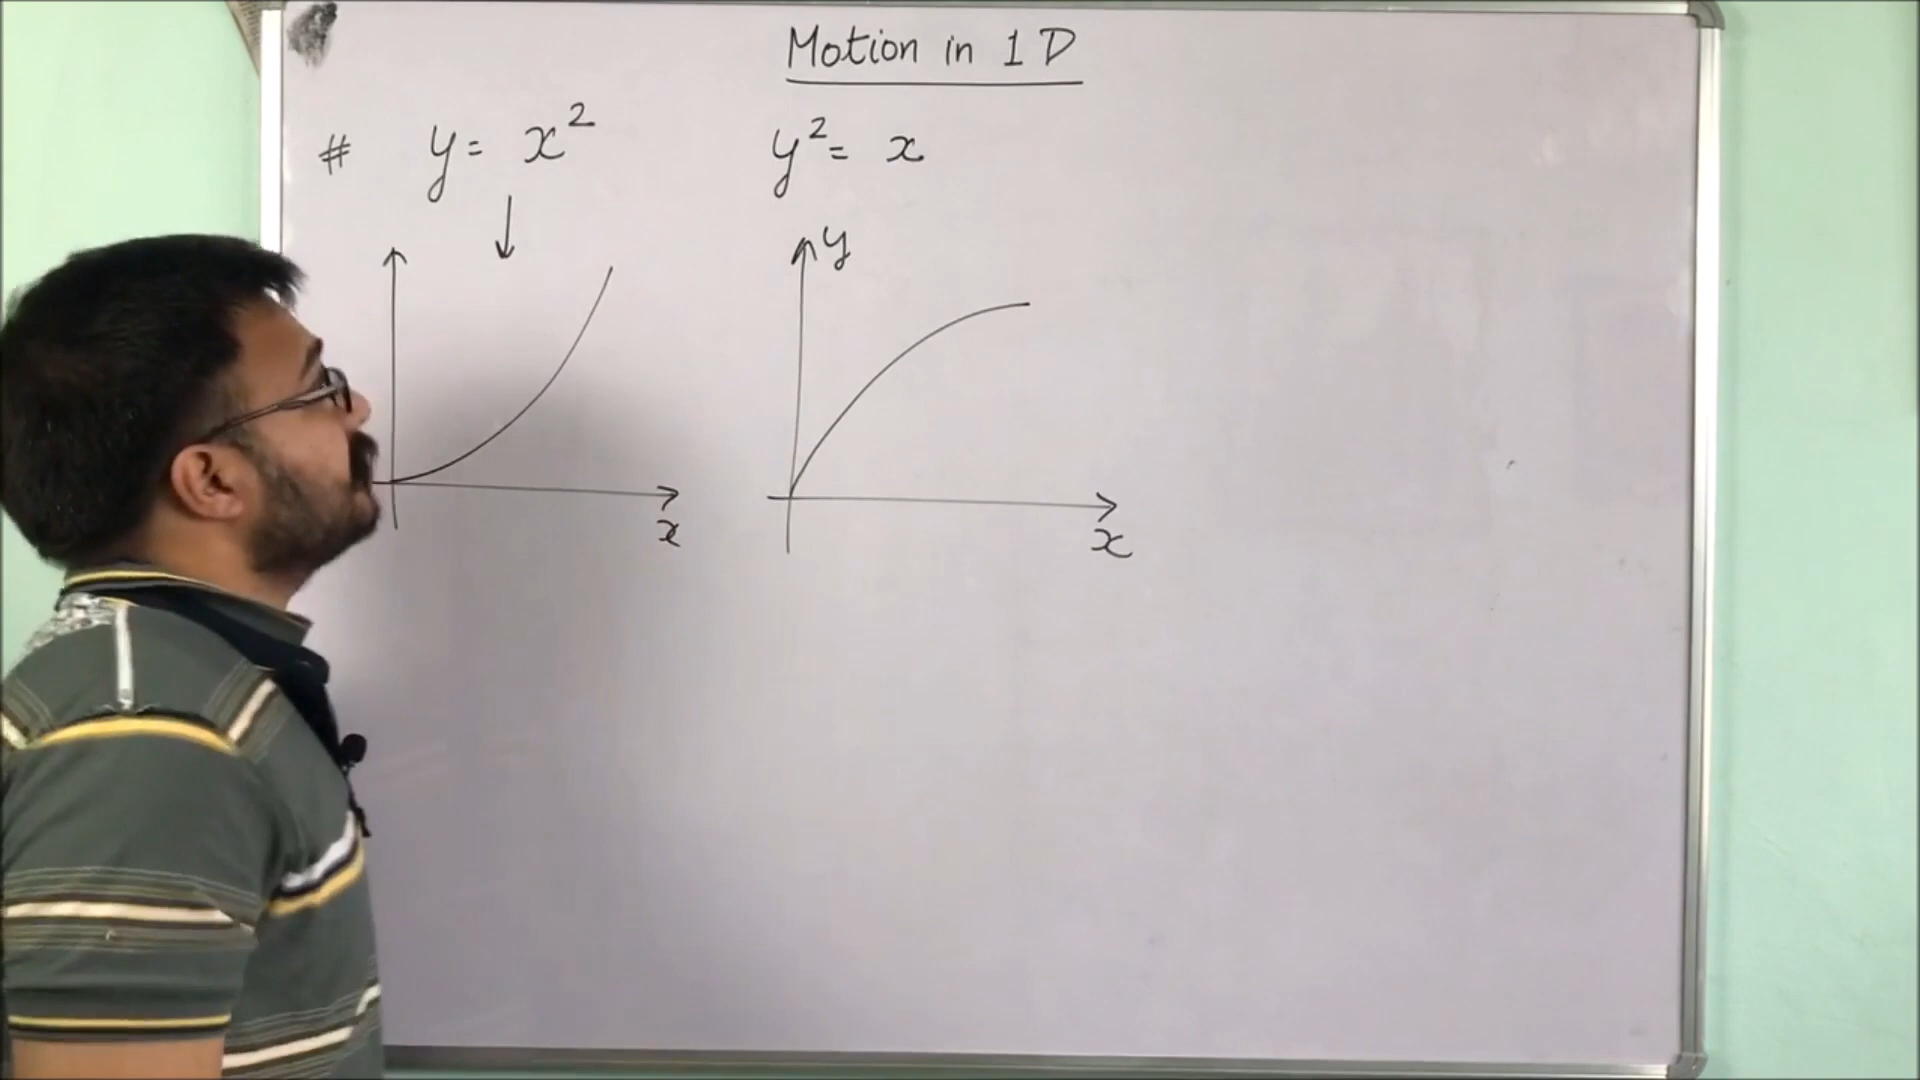 Motion in 1 D
# y = x²
y² = x
y
x
x